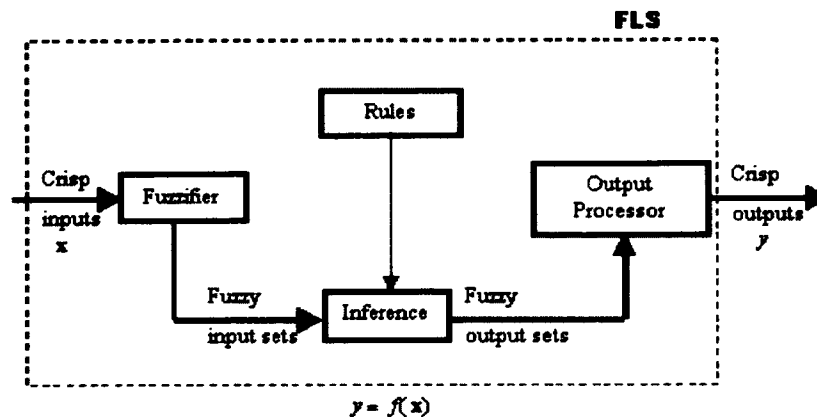 FLS
Rules
Crisp
inputs
x
Fuzzifier
Output
Processor
Crisp
outputs
y
Fuzzy
input sets
Inference
Fuzzy
output sets
y = f(x)